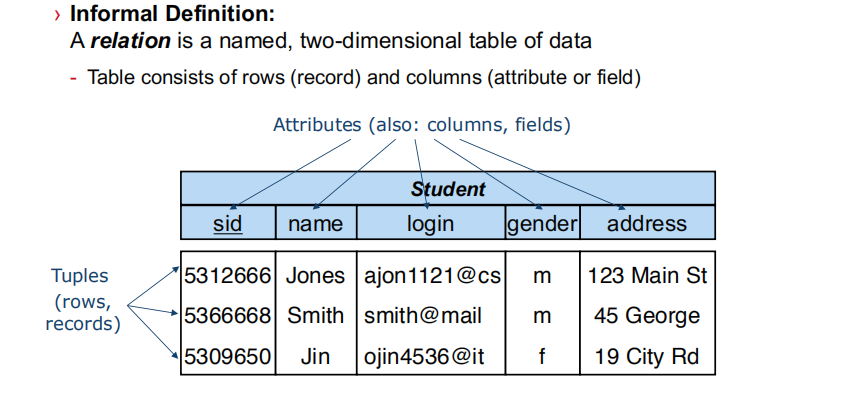 › Informal Definition:
A relation is a named, two-dimensional table of data
- Table consists of rows (record) and columns (attribute or field)
Attributes (also: columns, fields)
Student
sid name login gender address
Tuples
(rows,
records)
5312666 Jones ajon1121@cs m 123 Main St
5366668 Smith smith@mail m 45 George
5309650 Jin ojin4536@it f 19 City Rd